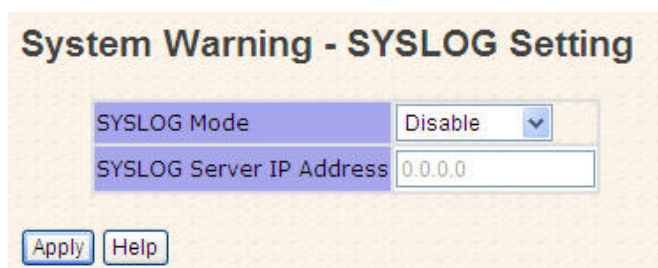 System Warning - SYSLOG Setting
SYSLOG Mode Disable
SYSLOG Server IP Address 0.0.0.0
Apply Help